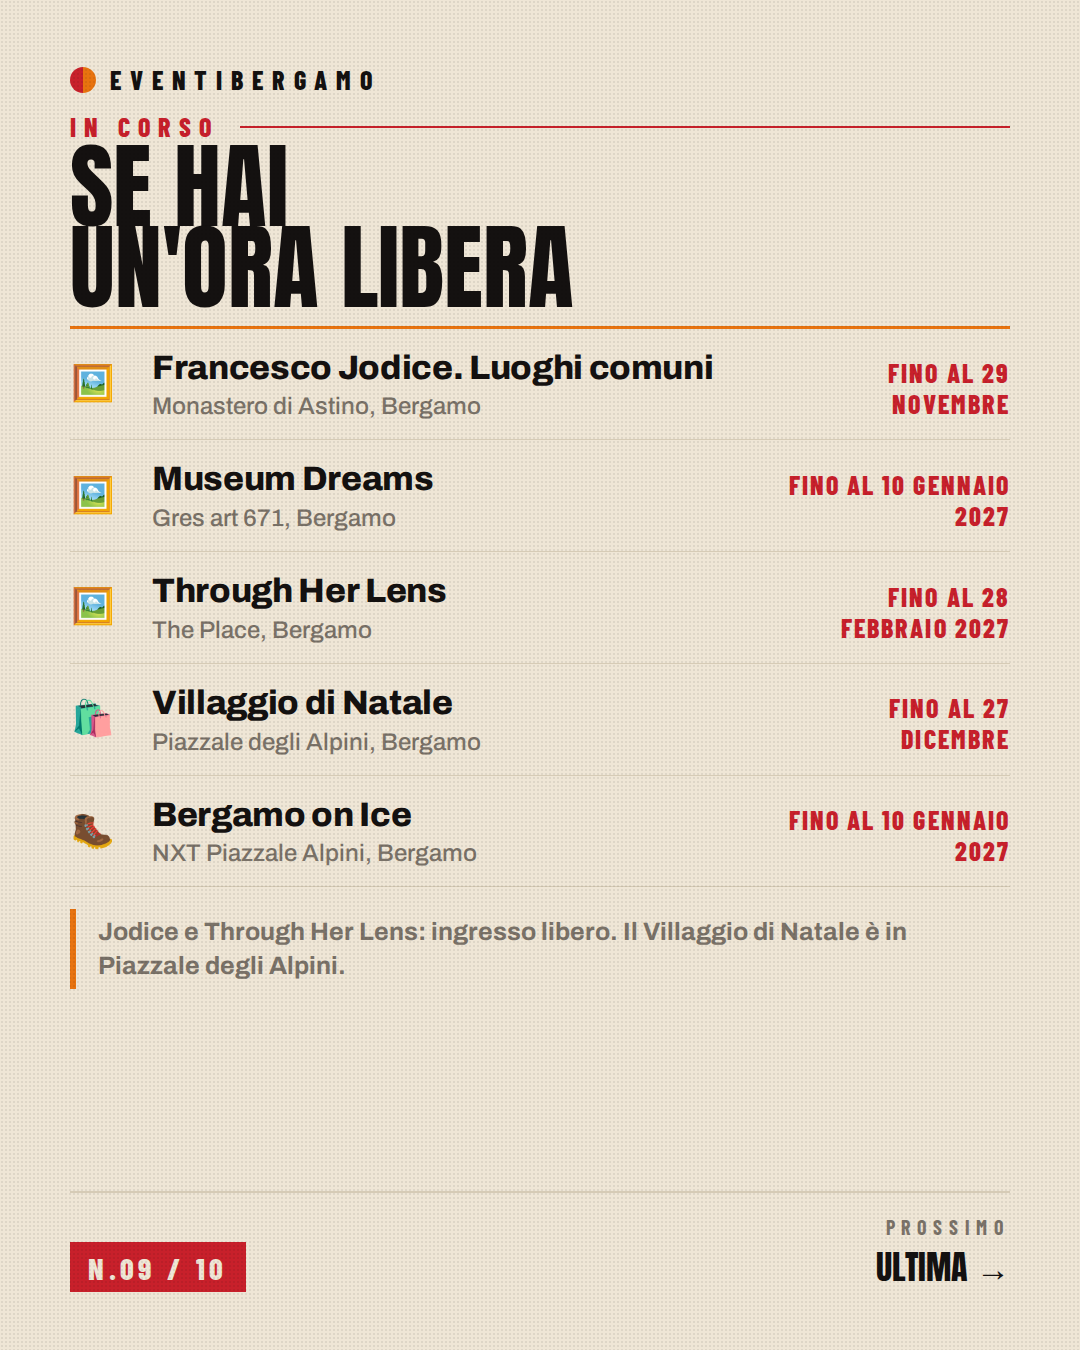 EVENTIBERGAMO
IN CORSO
SE HAI
UN'ORA LIBERA
Francesco Jodice. Luoghi comuni
Monastero di Astino, Bergamo
FINO AL 29
NOVEMBRE
Museum Dreams
Gres art 671, Bergamo
FINO AL 10 GENNAIO
2027
Through Her Lens
The Place, Bergamo
FINO AL 28
FEBBRAIO 2027
Villaggio di Natale
Piazzale degli Alpini, Bergamo
FINO AL 27
DICEMBRE
Bergamo on Ice
NXT Piazzale Alpini, Bergamo
FINO AL 10 GENNAIO
2027
Jodice e Through Her Lens: ingresso libero. Il Villaggio di Natale è in
Piazzale degli Alpini.
PROSSIMO
N.09 / 10
ULTIMA →